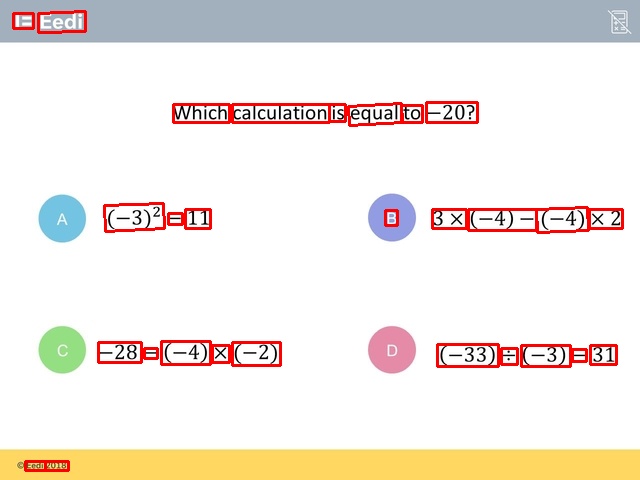 Eedi
Which calculation is equal to −20?
A (−3)² − 11
B 3 × (−4) − (−4) × 2
C −28 − (−4) × (−2)
D (−33) ÷ (−3) − 31
© Eedi 2018